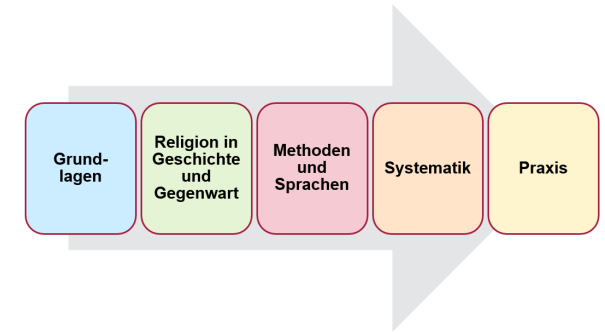 Grund-
lagen
Religion in
Geschichte
und
Gegenwart
Methoden
und
Sprachen
Systematik
Praxis